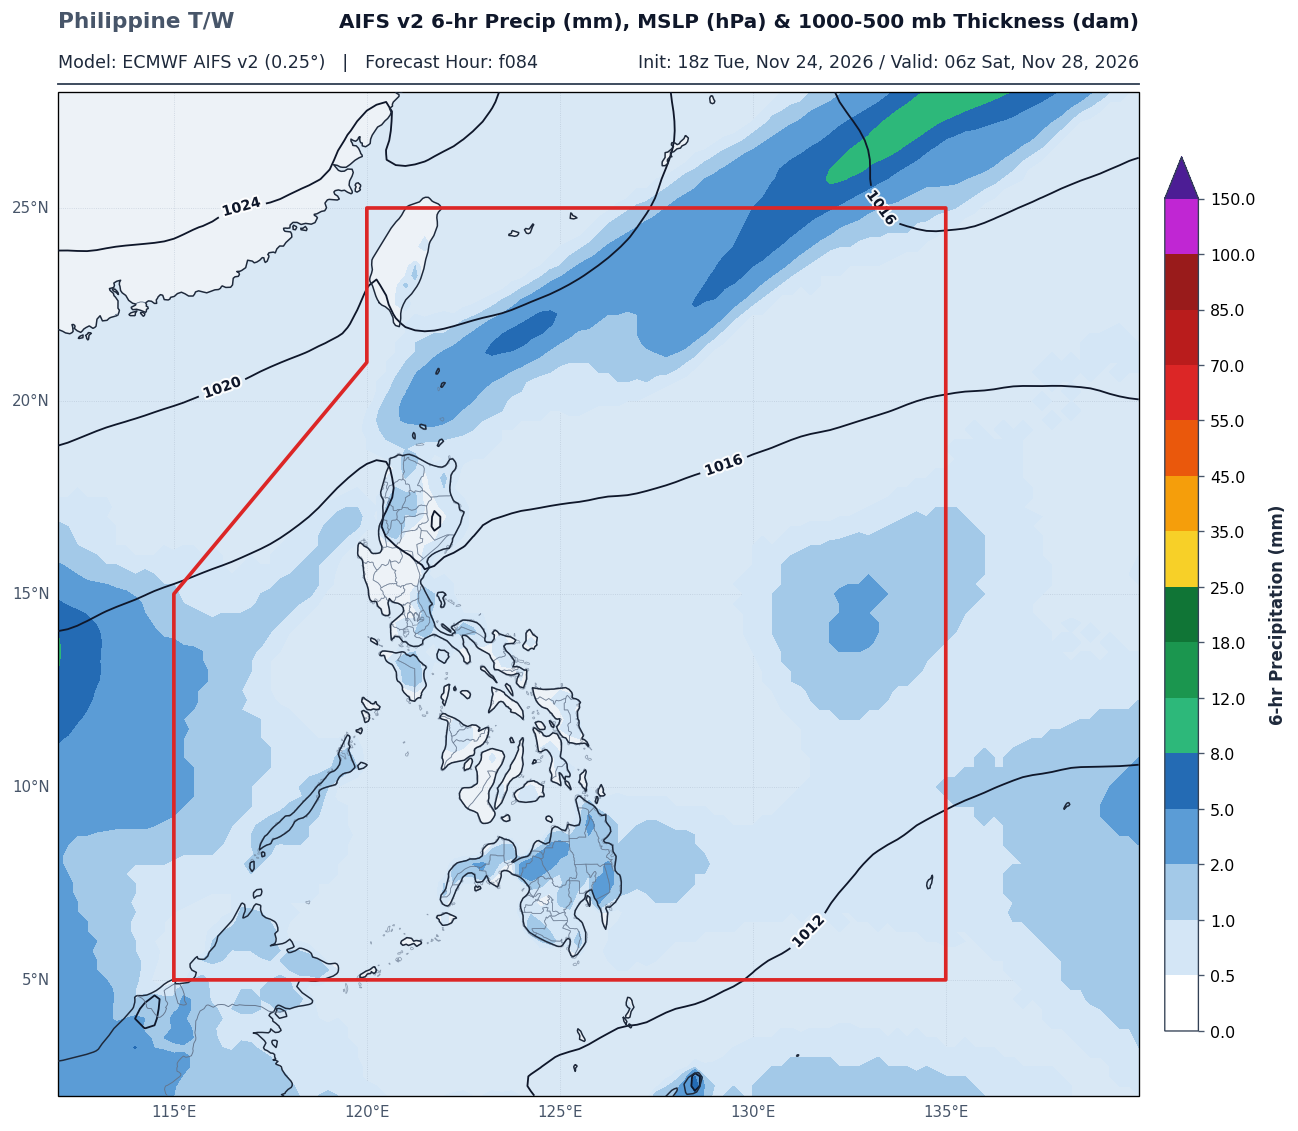 Philippine T/W
AIFS v2 6-hr Precip (mm), MSLP (hPa) & 1000-500 mb Thickness (dam)
Model: ECMWF AIFS v2 (0.25°) | Forecast Hour: f084
Init: 18z Tue, Nov 24, 2026 / Valid: 06z Sat, Nov 28, 2026
25°N
20°N
15°N
10°N
5°N
115°E
120°E
125°E
130°E
135°E
1024
1016
1020
1016
1012
150.0
100.0
85.0
70.0
55.0
45.0
35.0
25.0
18.0
12.0
8.0
5.0
2.0
1.0
0.5
0.0
6-hr Precipitation (mm)